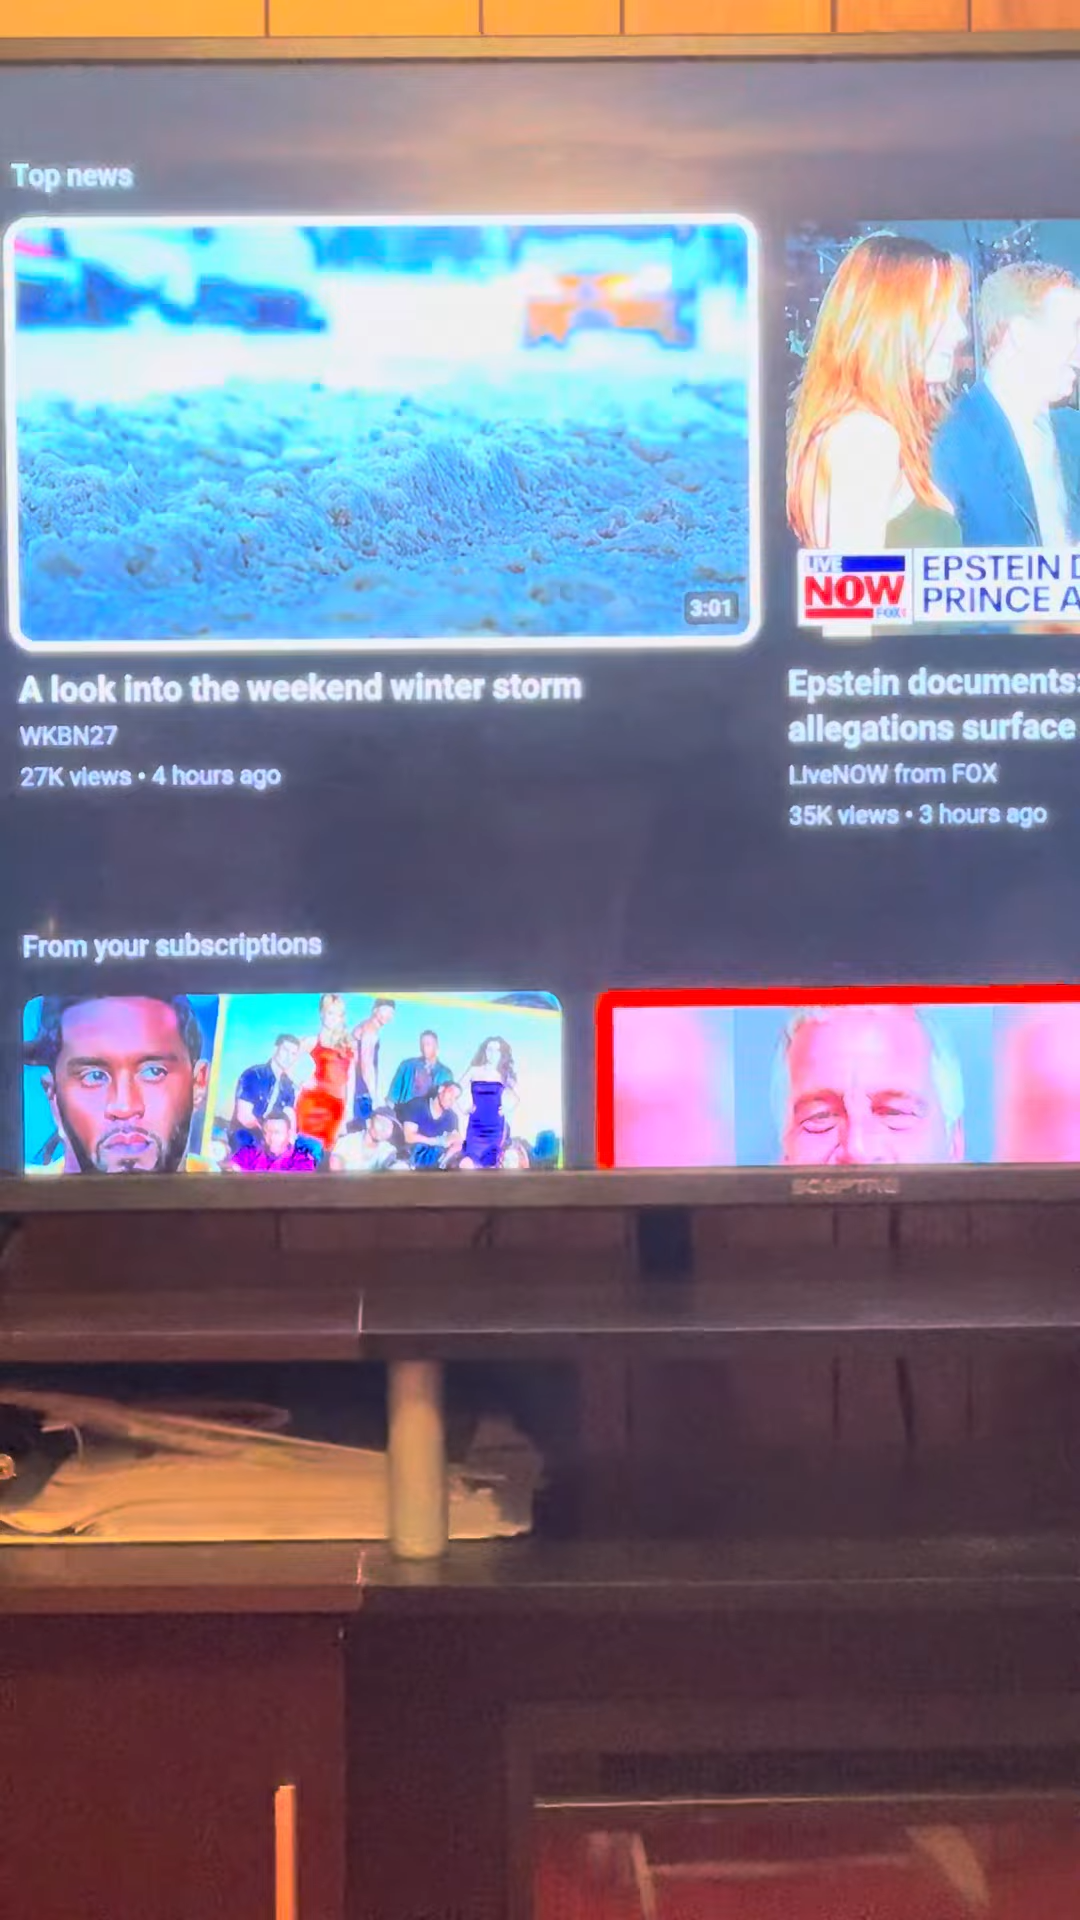 Top news
3:01
LIVE
NOW
FOX
EPSTEIN D
PRINCE A
A look into the weekend winter storm
WKBN27
27K views • 4 hours ago
Epstein documents:
allegations surface
LiveNOW from FOX
35K views • 3 hours ago
From your subscriptions
SCEPTRE